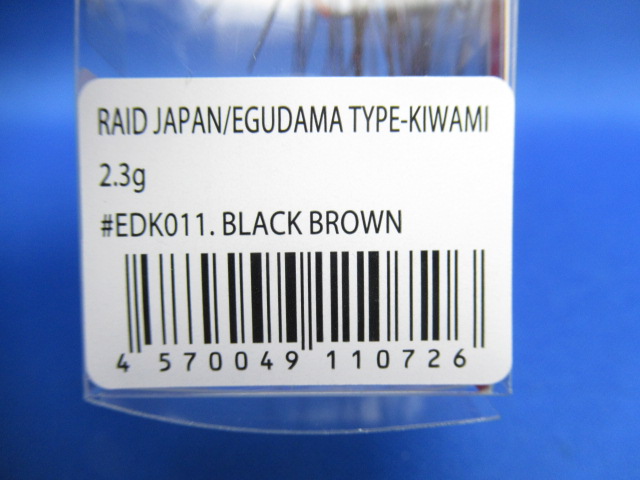 RAID JAPAN/EGUDAMA TYPE-KIWAMI
2.3g
#EDK011. BLACK BROWN
4 570049 110726